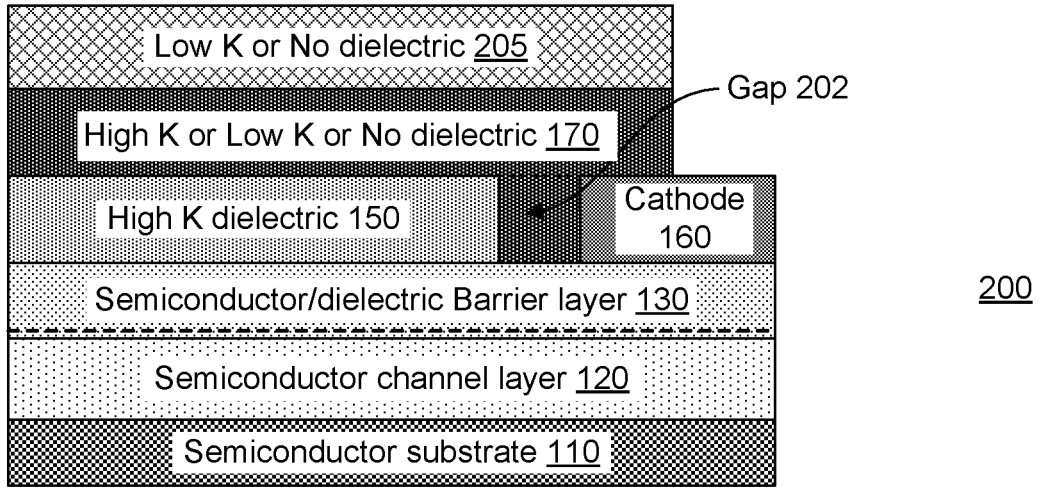 Low K or No dielectric 205
Gap 202
High K or Low K or No dielectric 170
High K dielectric 150
Cathode
160
Semiconductor/dielectric Barrier layer 130
200
Semiconductor channel layer 120
Semiconductor substrate 110